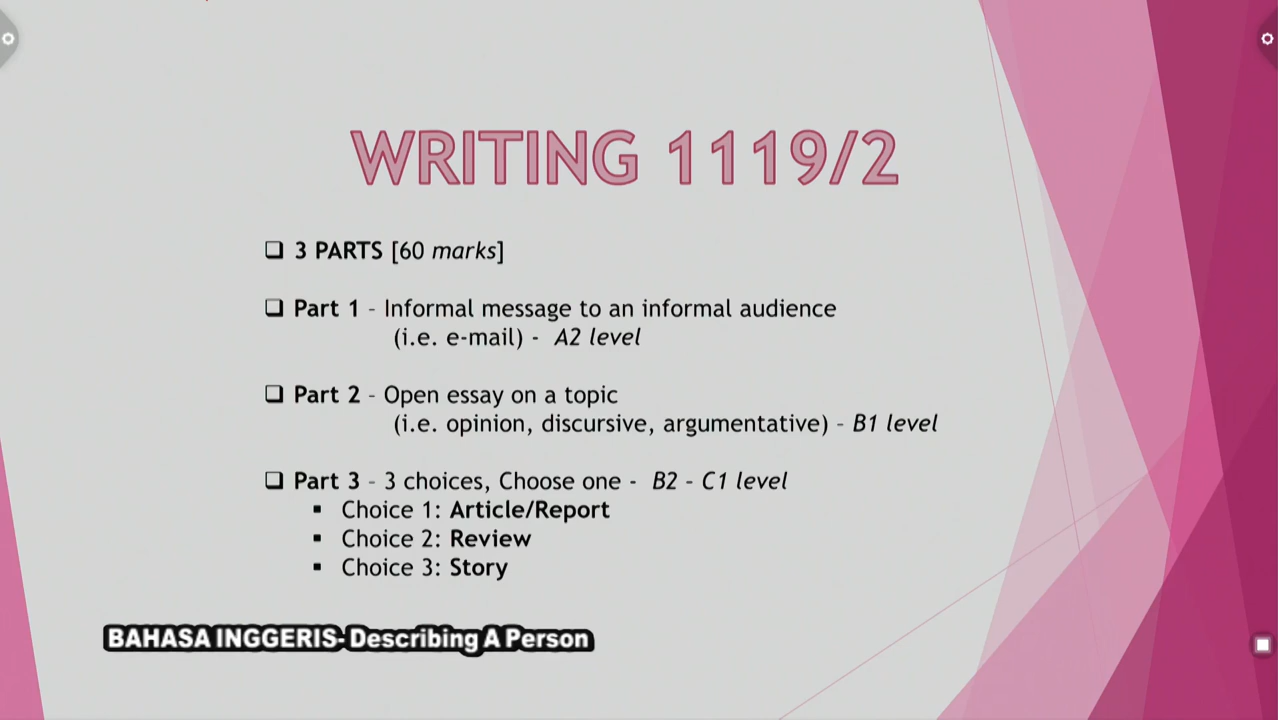 WRITING 1119/2
❑ 3 PARTS [60 marks]
❑ Part 1 – Informal message to an informal audience
(i.e. e-mail) - A2 level
❑ Part 2 – Open essay on a topic
(i.e. opinion, discursive, argumentative) – B1 level
❑ Part 3 – 3 choices, Choose one - B2 – C1 level
▪ Choice 1: Article/Report
▪ Choice 2: Review
▪ Choice 3: Story
BAHASA INGGERIS- Describing A Person